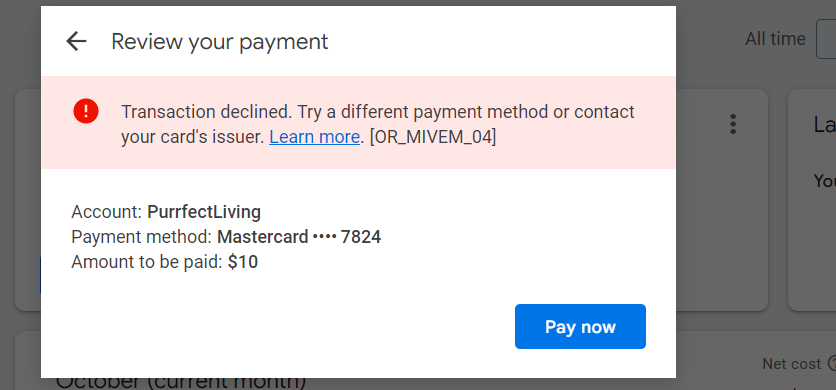 Review your payment
All time
Transaction declined. Try a different payment method or contact
your card's issuer. Learn more. [OR_MIVEM_04]
La
You
Account: PurrfectLiving
Payment method: Mastercard •••• 7824
Amount to be paid: $10
Pay now
Net cost
October (current month)